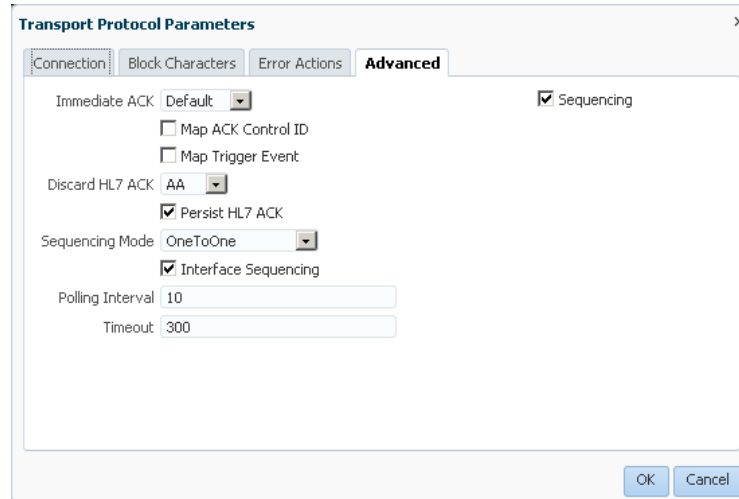 Transport Protocol Parameters
Connection Block Characters Error Actions Advanced
Immediate ACK Default Sequencing
Map ACK Control ID
Map Trigger Event
Discard HL7 ACK AA
Persist HL7 ACK
Sequencing Mode OneToOne
Interface Sequencing
Polling Interval 10
Timeout 300
OK Cancel